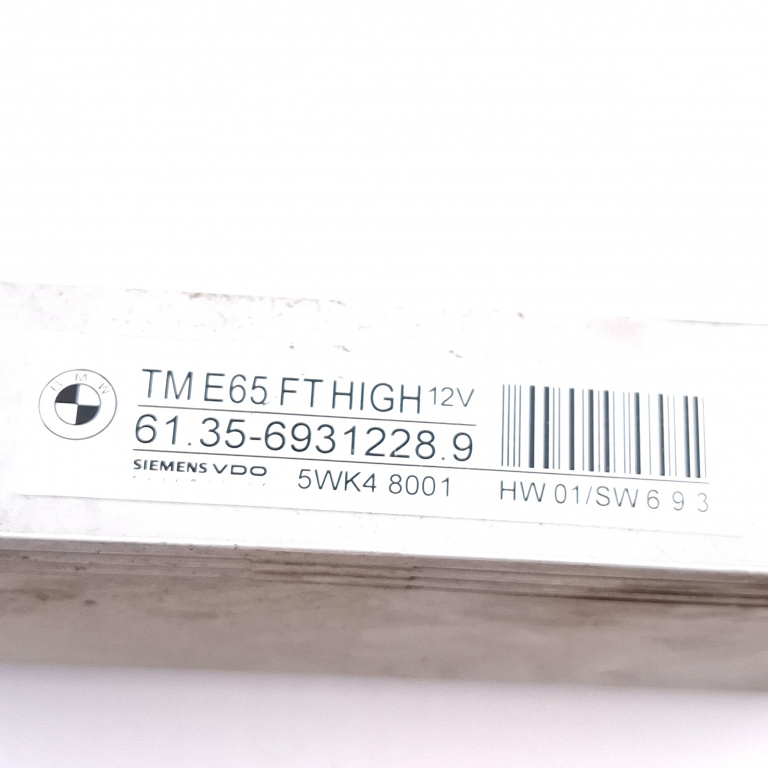 BMW
TM E65 FT HIGH 12V
61.35-6931228.9
SIEMENS VDO 5WK4 8001 HW 01/SW 6 9 3